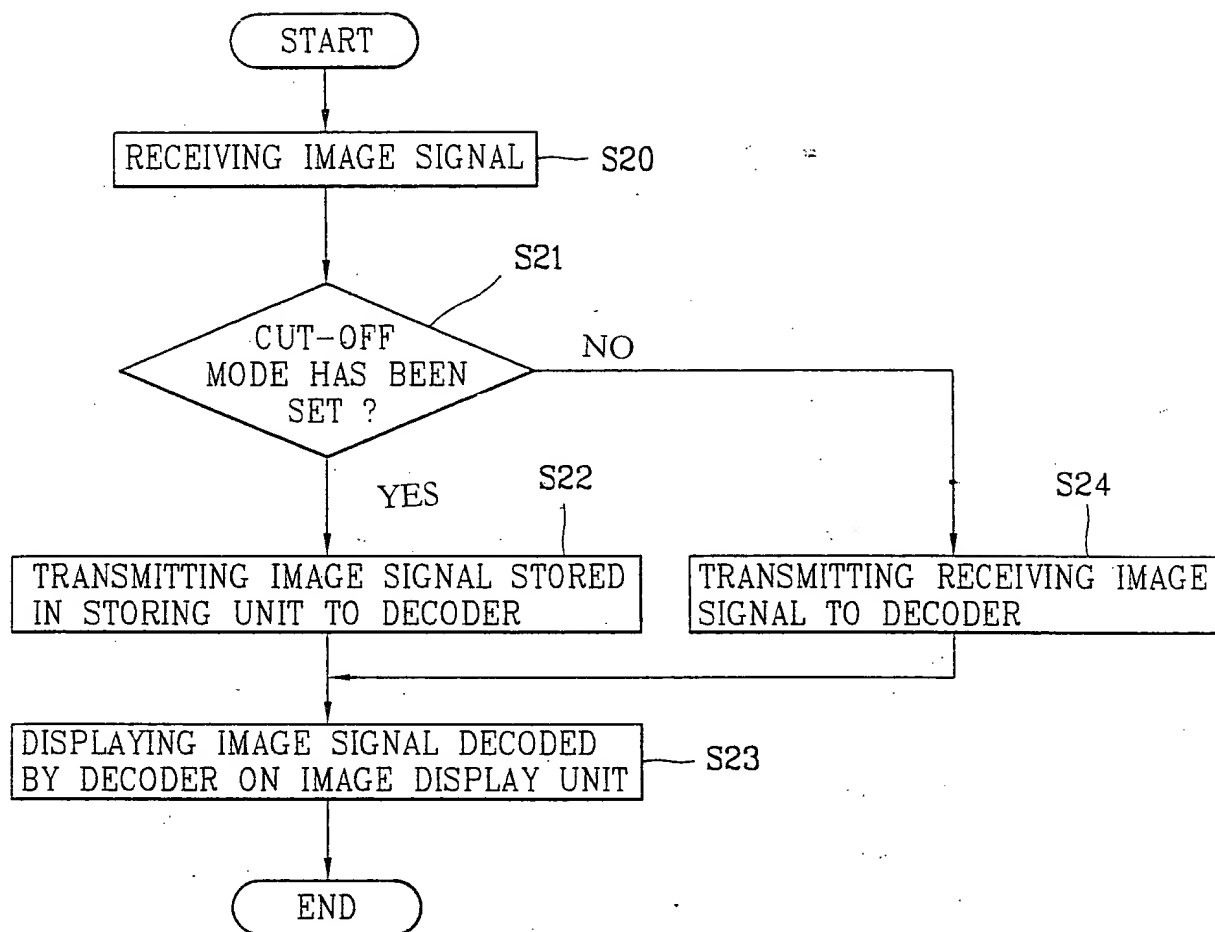 START
RECEIVING IMAGE SIGNAL
S20
S21
CUT-OFF
MODE HAS BEEN
SET ?
NO
YES
S22
S24
TRANSMITTING IMAGE SIGNAL STORED
IN STORING UNIT TO DECODER
TRANSMITTING RECEIVING IMAGE
SIGNAL TO DECODER
DISPLAYING IMAGE SIGNAL DECODED
BY DECODER ON IMAGE DISPLAY UNIT
S23
END